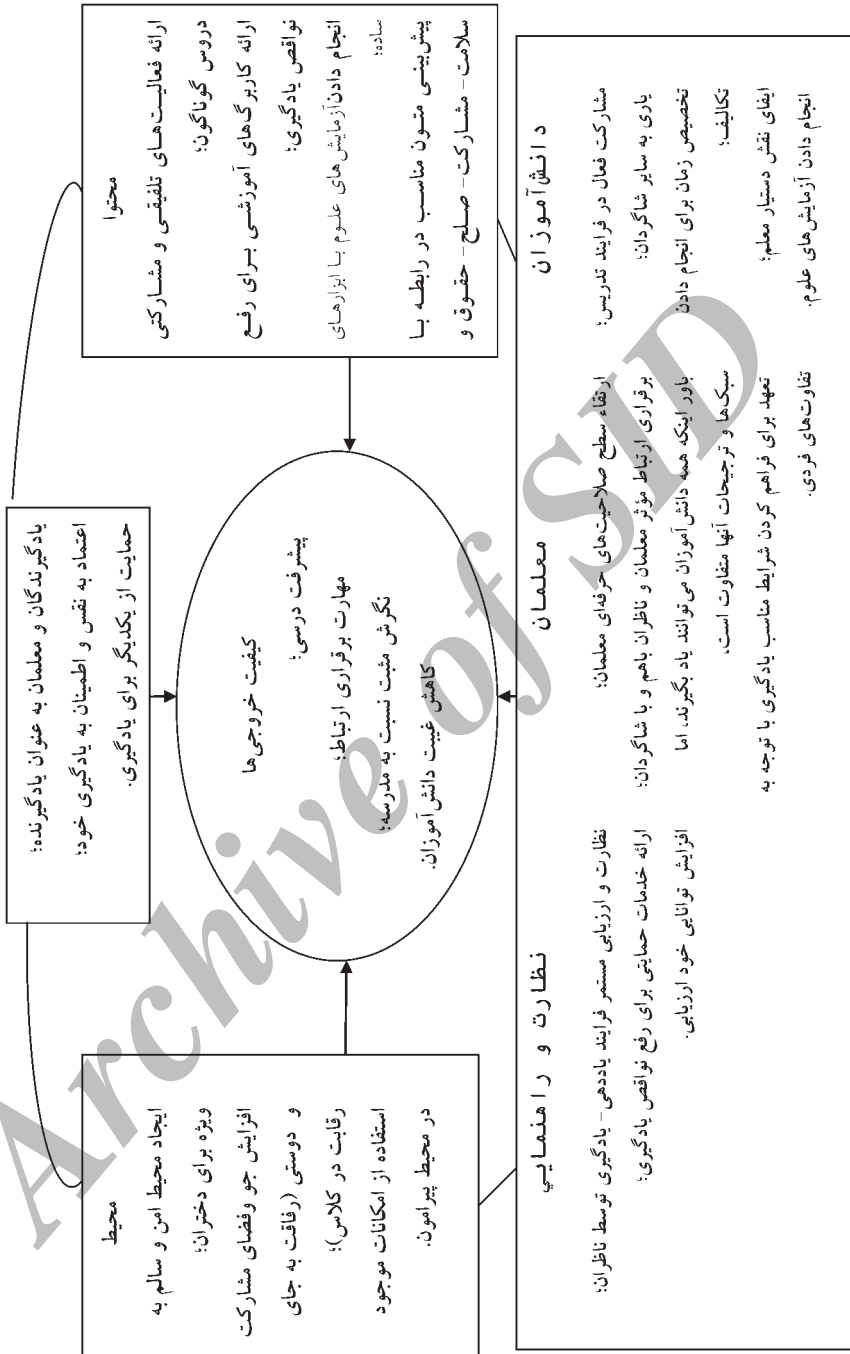 یادگیرندگان و معلمان به عنوان یادگیرنده؛
اعتماد به نفس و اطمینان به یادگیری خود؛
حمایت از یکدیگر برای یادگیری.
محتوا
ارائه فعالیت‌های تلفیقی و مشارکتی
دروس گوناگون؛
ارائه کاربرگ‌های آموزشی برای رفع
نواقص یادگیری؛
انجام دادن آزمایش‌های علوم با ابزارهای
ساده؛
پیش‌بینی متون مناسب در رابطه با
سلامت - مشارکت - صلح - حقوق و
کیفیت خروجی‌ها
پیشرفت درسی؛
مهارت برقراری ارتباط؛
نگرش مثبت نسبت به مدرسه؛
کاهش غیبت دانش‌آموزان.
محیط
ایجاد محیط امن و سالم به
ویژه برای دختران؛
افزایش جو وفضای مشارکت
و دوستی (رفاقت به جای
رقابت در کلاس)؛
استفاده از امکانات موجود
در محیط پیرامون.
دانش‌آموزان
مشارکت فعال در فرایند تدریس؛
یاری به سایر شاگردان؛
تخصیص زمان برای انجام دادن
تکالیف؛
ایفای نقش دستیار معلم؛
انجام دادن آزمایش‌های علوم.
معلمان
ارتقاء سطح صلاحیت‌های حرفه‌ای معلمان؛
برقراری ارتباط مؤثر معلمان و ناظران باهم و با شاگردان؛
باور اینکه همه دانش‌آموزان می‌توانند یاد بگیرند، اما
سبک‌ها و ترجیحات آنها متفاوت است،
تعهد برای فراهم کردن شرایط مناسب یادگیری با توجه به
تفاوت‌های فردی.
نظارت و راهنمایي
نظارت و ارزیابی مستمر فرایند یاددهی - یادگیری توسط ناظران؛
ارائه خدمات حمایتی برای رفع نواقص یادگیری؛
افزایش توانایی خود ارزیابی.
Archive of SID